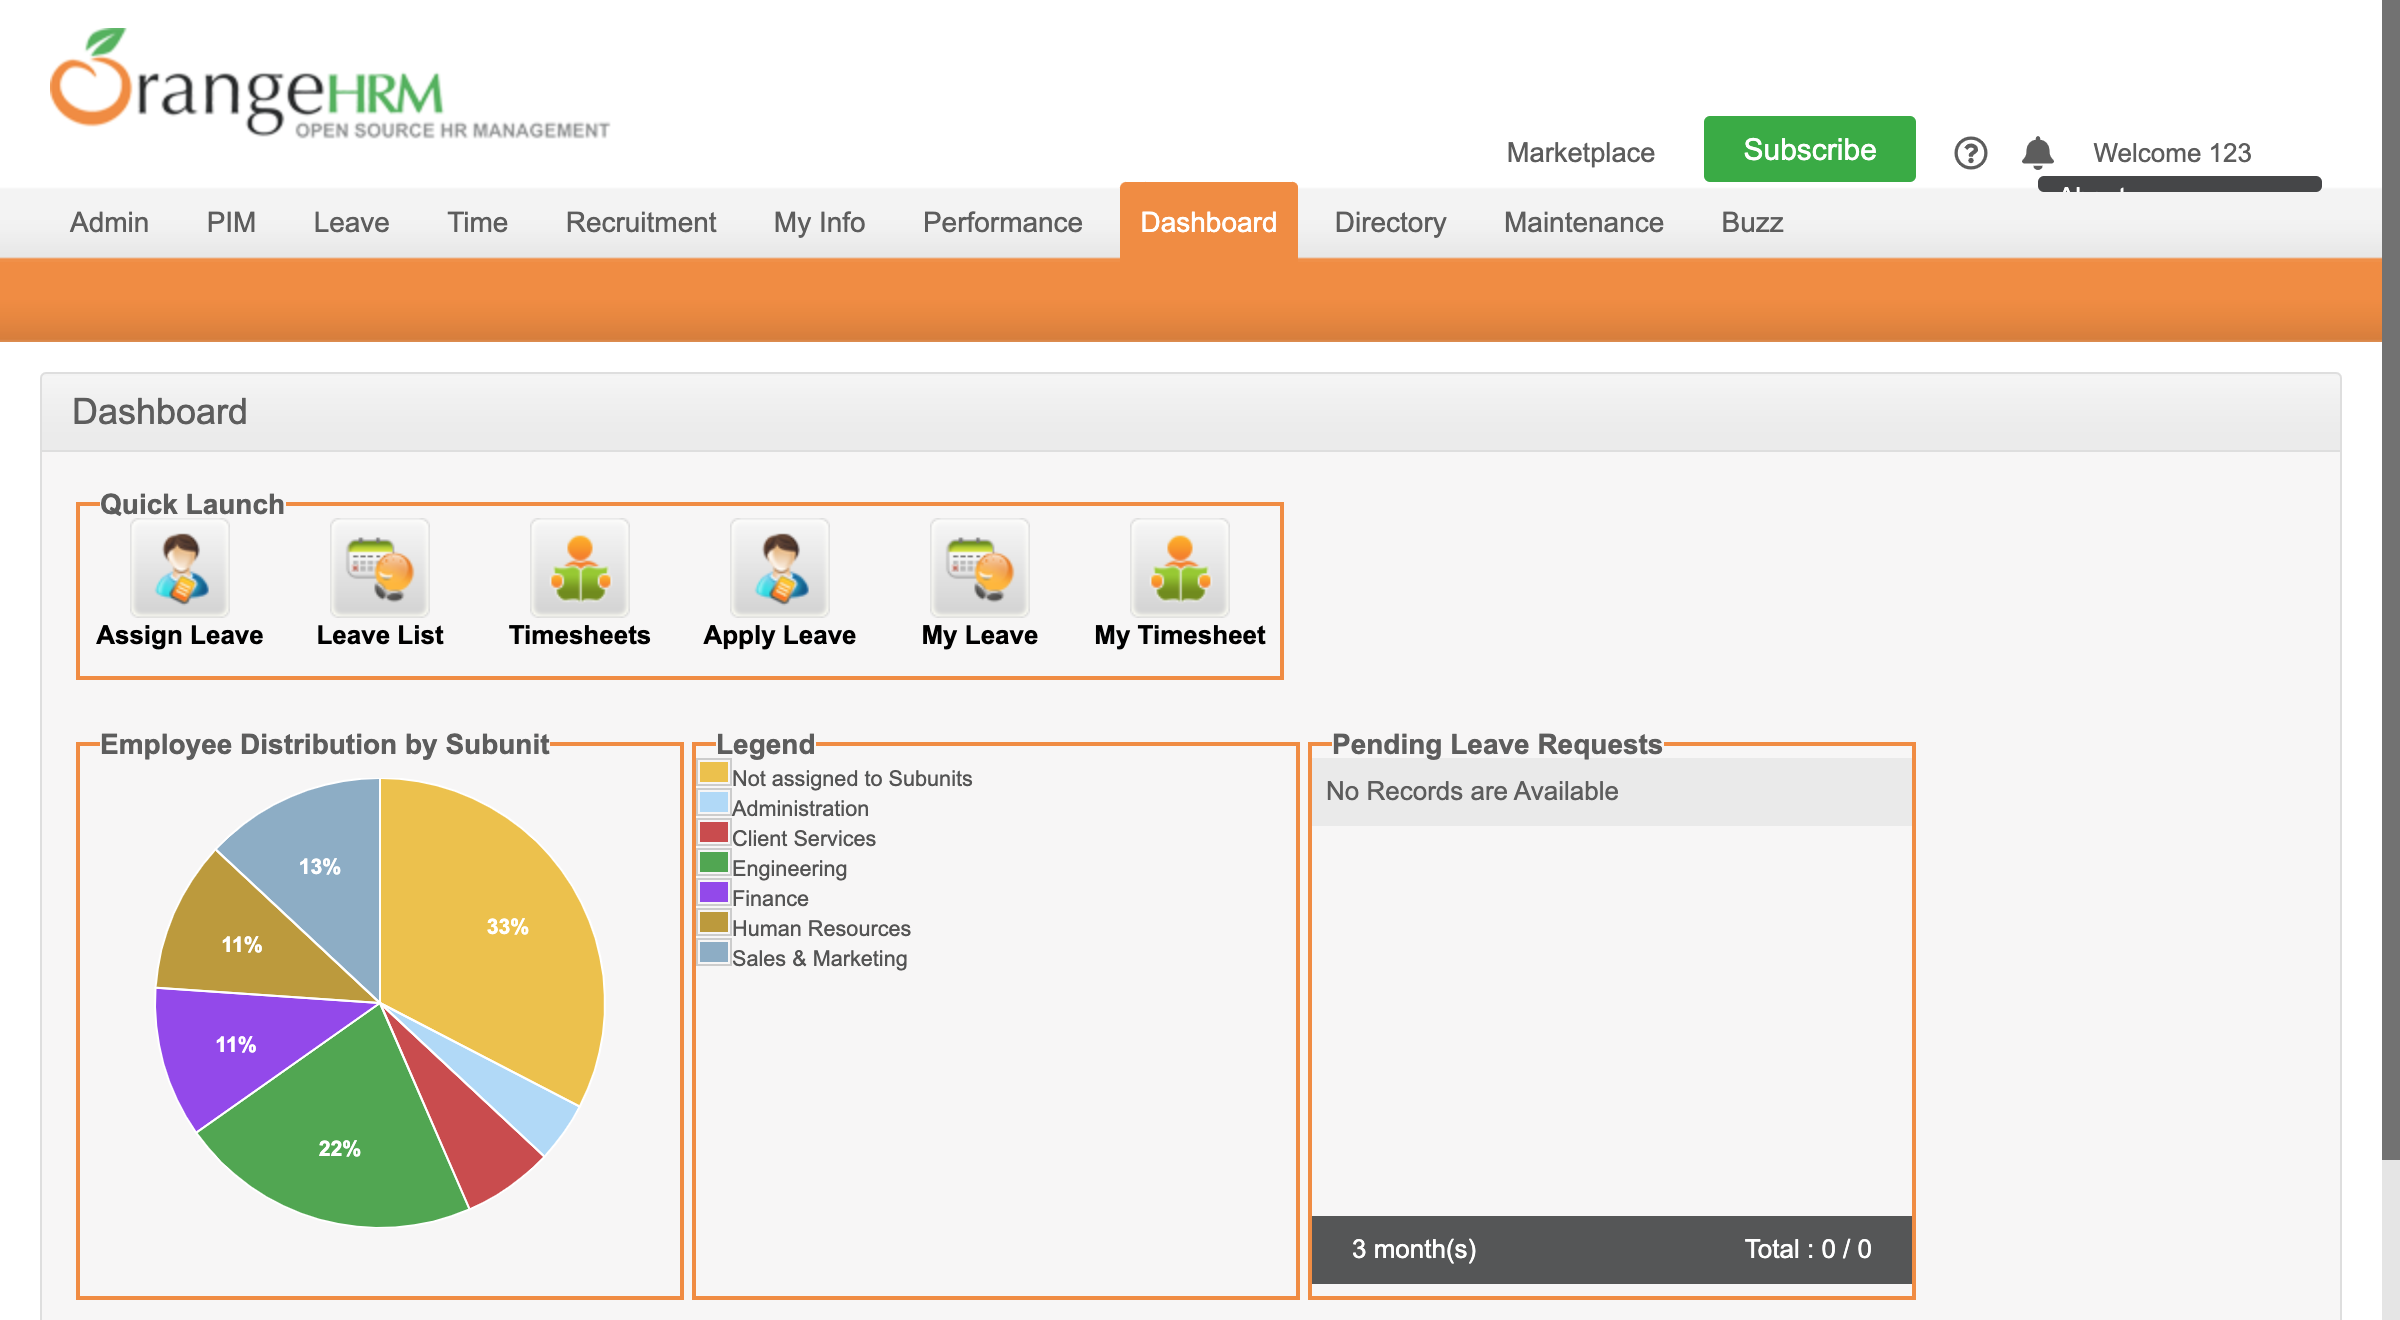 OrangeHRM
OPEN SOURCE HR MANAGEMENT
Marketplace
Subscribe
?
Welcome 123
Admin
PIM
Leave
Time
Recruitment
My Info
Performance
Dashboard
Directory
Maintenance
Buzz
Dashboard
Quick Launch
Assign Leave
Leave List
Timesheets
Apply Leave
My Leave
My Timesheet
Employee Distribution by Subunit
13%
33%
11%
11%
22%
Legend
Not assigned to Subunits
Administration
Client Services
Engineering
Finance
Human Resources
Sales & Marketing
Pending Leave Requests
No Records are Available
3 month(s)
Total : 0 / 0